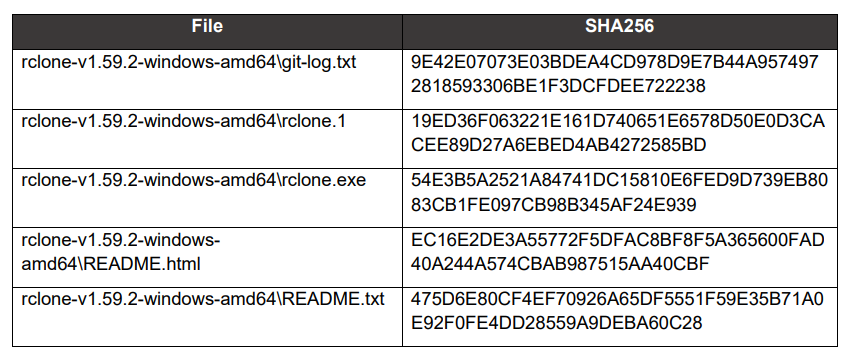 File SHA256
rclone-v1.59.2-windows-amd64\git-log.txt 9E42E07073E03BDEA4CD978D9E7B44A957497
2818593306BE1F3DCFDEE722238
rclone-v1.59.2-windows-amd64\rclone.1 19ED36F063221E161D740651E6578D50E0D3CA
CEE89D27A6EBED4AB4272585BD
rclone-v1.59.2-windows-amd64\rclone.exe 54E3B5A2521A84741DC15810E6FED9D739EB80
83CB1FE097CB98B345AF24E939
rclone-v1.59.2-windows- EC16E2DE3A55772F5DFAC8BF8F5A365600FAD
amd64\README.html 40A244A574CBAB987515AA40CBF
rclone-v1.59.2-windows-amd64\README.txt 475D6E80CF4EF70926A65DF5551F59E35B71A0
E92F0FE4DD28559A9DEBA60C28